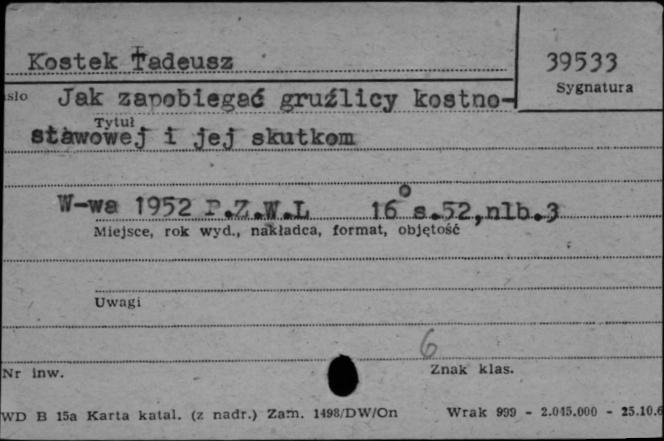 Kostek Tadeusz
39533
Sygnatura
sło Jak zapobiegać gruźlicy kostno-
Tytuł
stawowej i jej skutkom
W-wa 1952 P.Z.W.L 16° s.52,nlb.3
Miejsce, rok wyd., nakładca, format, objętość
Uwagi
6
Nr inw.
Znak klas.
WD B 15a Karta katal. (z nadr.) Zam. 1498/DW/On Wrak 999 - 2.015.000 - 25.10.6